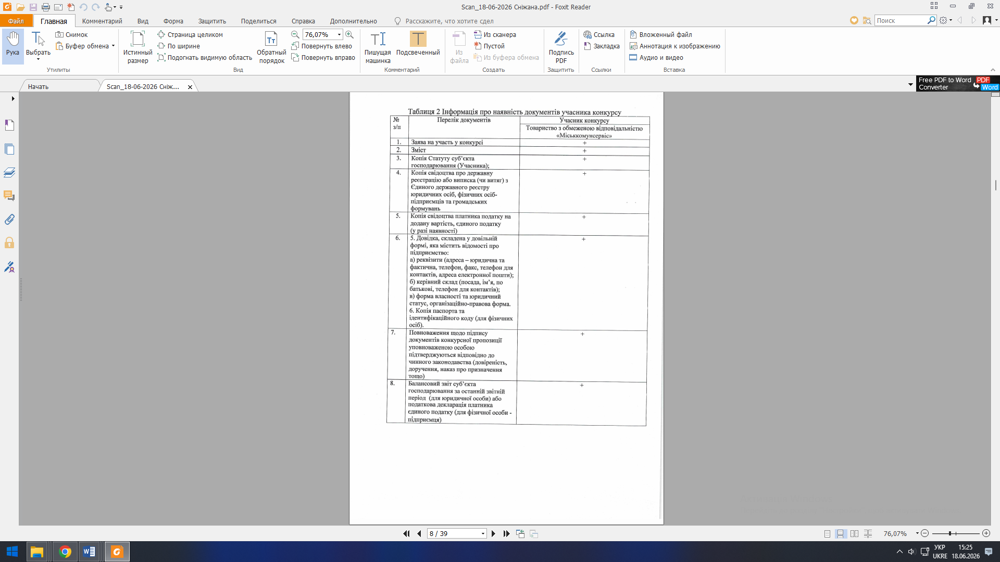 Scan_18-06-2026 Сніжана.pdf - Foxit Reader
Файл
Главная
Комментарий
Вид
Форма
Защитить
Поделиться
Справка
Дополнительно
Расскажите, что хотите сделать
Поиск
Рука
Выбрать
Снимок
Буфер обмена
Утилиты
Истинный размер
Страница целиком
По ширине
Подогнать видимую область
Обратный порядок
76,07%
Повернуть влево
Повернуть вправо
Вид
Пишущая машинка
Подсвеченный
Комментарий
Из файла
Из сканера
Пустой
Из буфера обмена
Создать
Подпись PDF
Защитить
Ссылка
Закладка
Ссылки
Вложенный файл
Аннотация к изображению
Аудио и видео
Вставка
Начать
Scan_18-06-2026 Сніж...
Free PDF to Word
Converter
PDF
Word
Таблиця 2 Інформація про наявність документів учасника конкурсу
№ з/п
Перелік документів
Учасник конкурсу
Товариство з обмеженою відповідальністю
«Міськкомунсервіс»
1. Заява на участь у конкурсі +
2. Зміст +
3. Копія Статуту суб’єкта +
господарювання (Учасника);
4. Копія свідоцтва про державну +
реєстрацію або виписка (чи витяг) з
Єдиного державного реєстру
юридичних осіб, фізичних осіб-
підприємців та громадських
формувань
5. Копія свідоцтва платника податку на +
додану вартість, єдиного податку
(у разі наявності)
6. 5. Довідка, складена у довільній +
формі, яка містить відомості про
підприємство:
а) реквізити (адреса – юридична та
фактична, телефон, факс, телефон для
контактів, адреса електронної пошти);
б) керівний склад (посада, ім’я, по
батькові, телефон для контактів);
в) форма власності та юридичний
статус, організаційно-правова форма.
6. Копія паспорта та
ідентифікаційного коду (для фізичних
осіб).
7. Повноваження щодо підпису +
документів конкурсної пропозиції
уповноваженою особою
підтверджуються відповідно до
чинного законодавства (довіреність,
доручення, наказ про призначення
тощо)
8. Балансовий звіт суб’єкта +
господарювання за останній звітній
період (для юридичної особи) або
податкова декларація платника
єдиного податку (для фізичної особи -
підприємця)
8 / 39
76,07%
УКР
UKRE
15:25
18.06.2026